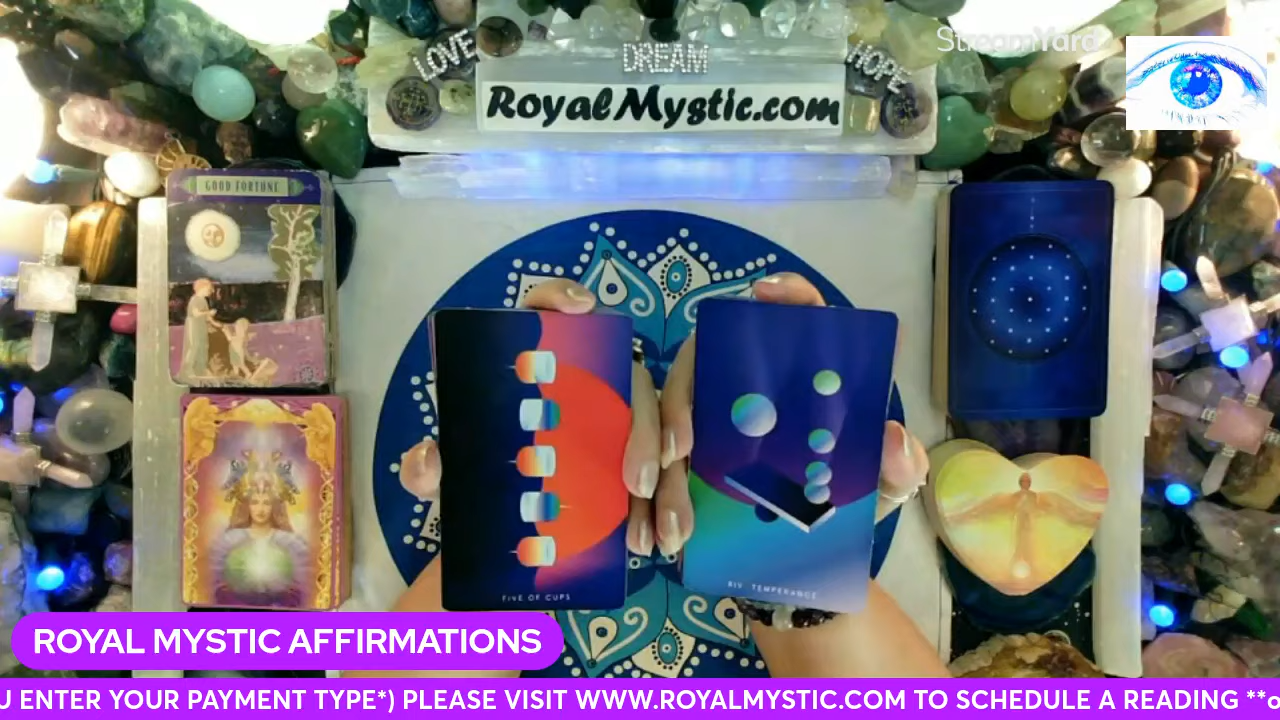 StreamYard
LOVE
DREAM
HOPE
RoyalMystic.com
GOOD FORTUNE
FIVE OF CUPS
XIV TEMPERANCE
ROYAL MYSTIC AFFIRMATIONS
U ENTER YOUR PAYMENT TYPE*) PLEASE VISIT WWW.ROYALMYSTIC.COM TO SCHEDULE A READING **